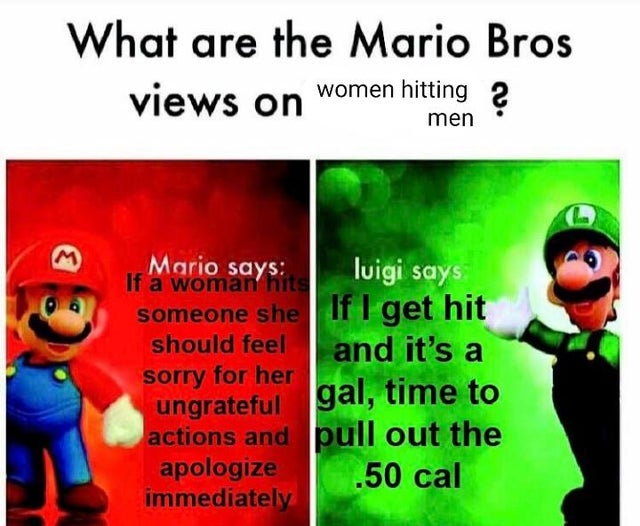 What are the Mario Bros
views on women hitting men ?
M
Mario says:
If a woman hits
someone she
should feel
sorry for her
ungrateful
actions and
apologize
immediately
L
luigi says:
If I get hit
and it's a
gal, time to
pull out the
.50 cal